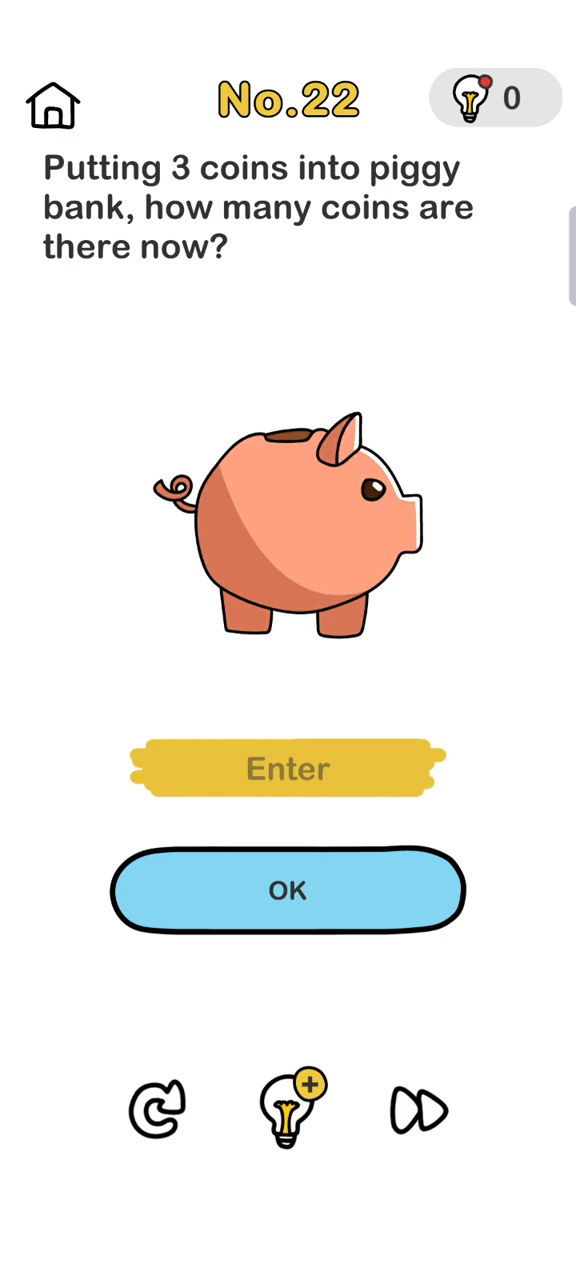 No.22
0
Putting 3 coins into piggy
bank, how many coins are
there now?
Enter
OK